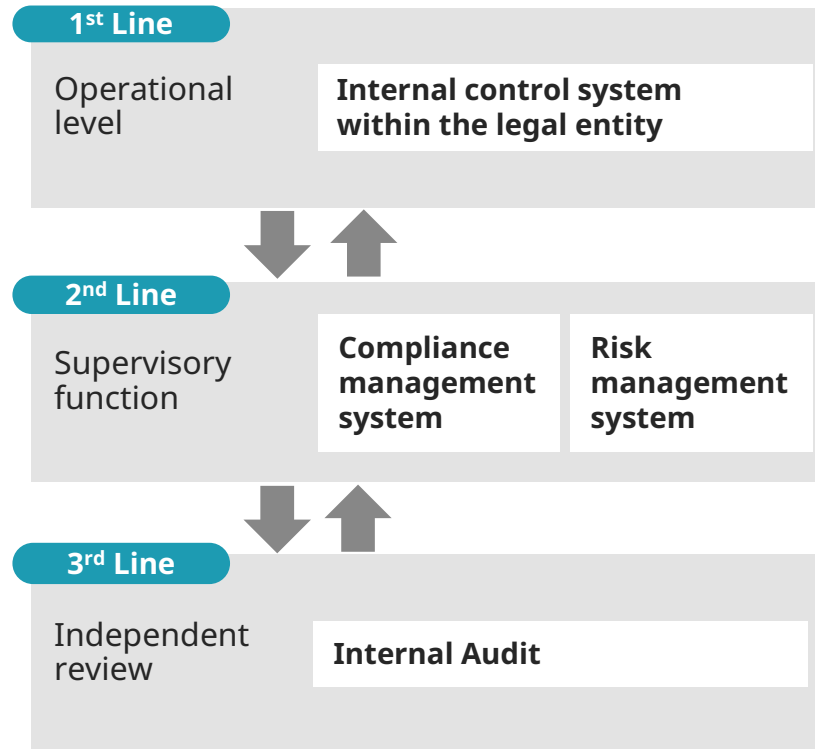 1st Line
Operational
level
Internal control system
within the legal entity
2nd Line
Supervisory
function
Compliance
management
system
Risk
management
system
3rd Line
Independent
review
Internal Audit